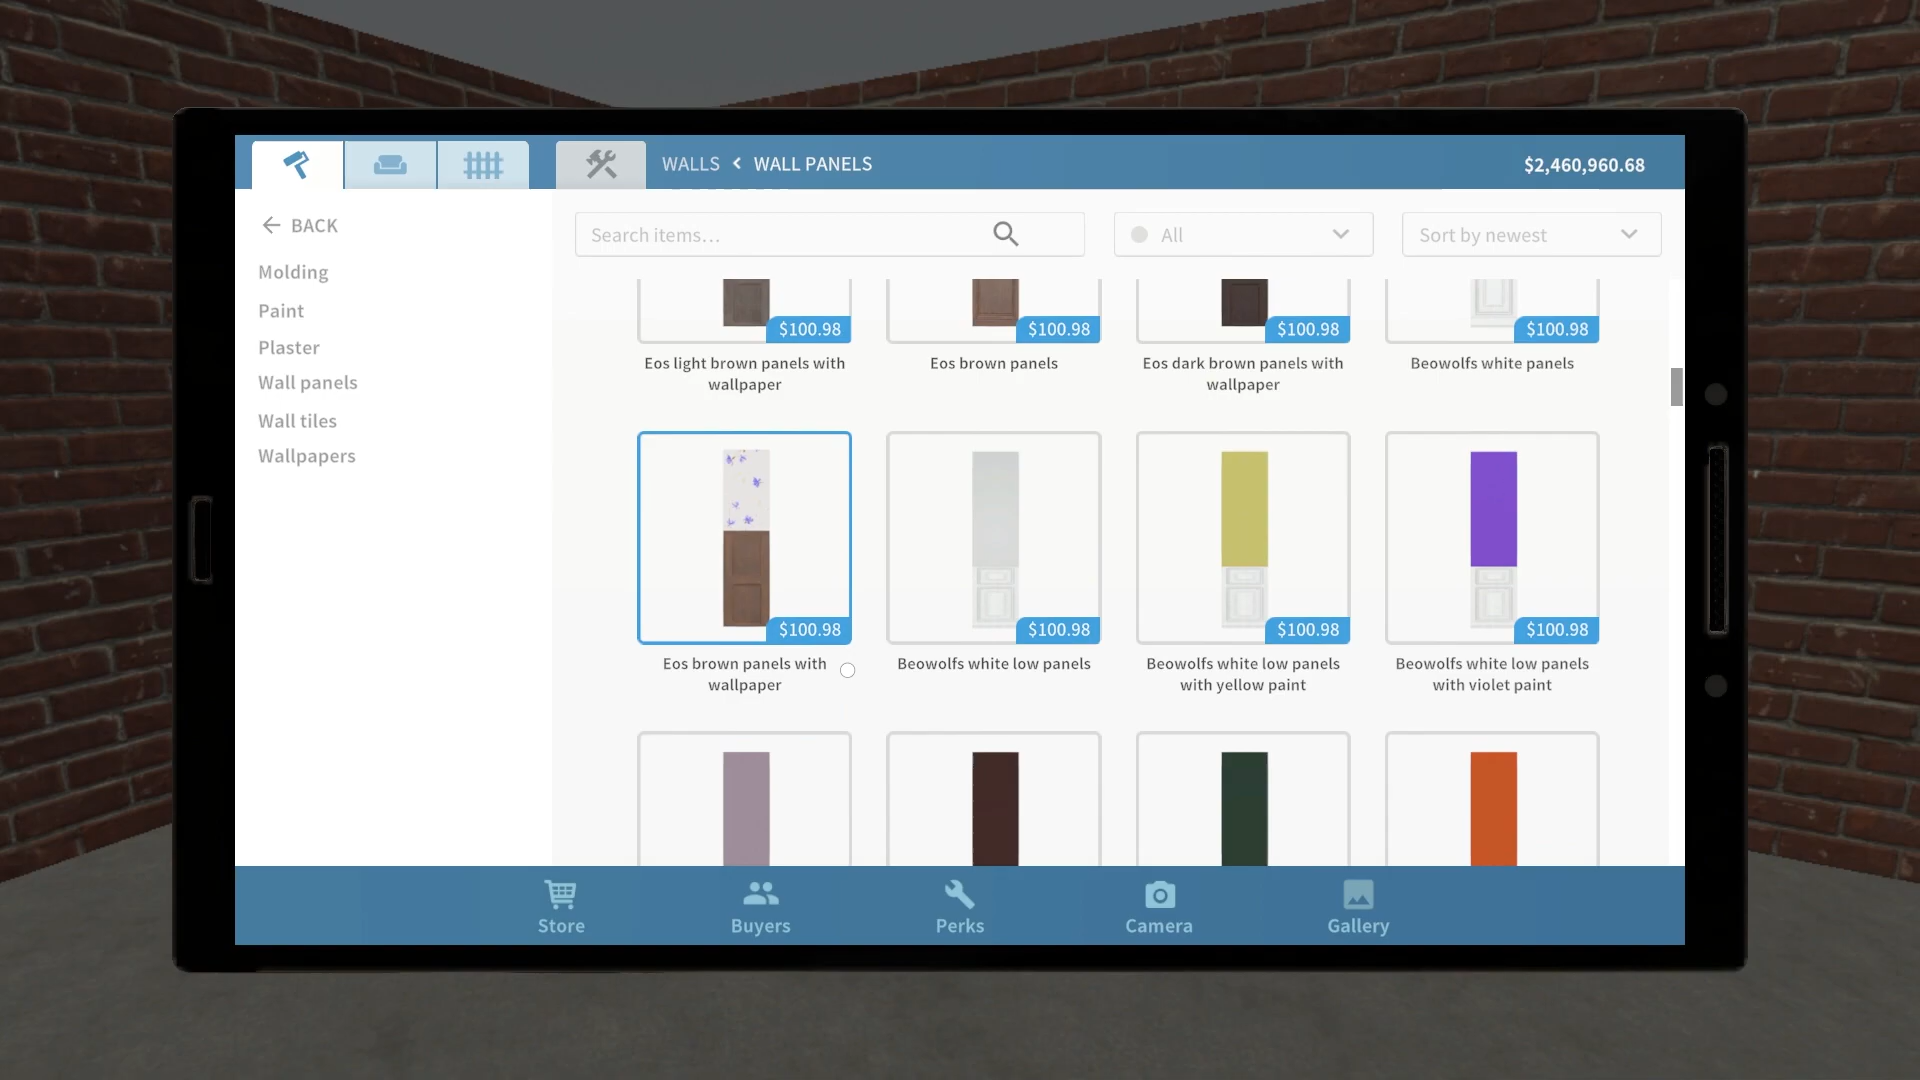 WALLS < WALL PANELS
$2,460,960.68
BACK
Molding
Paint
Plaster
Wall panels
Wall tiles
Wallpapers
Search items...
All
Sort by newest
$100.98
$100.98
$100.98
$100.98
Eos light brown panels with
wallpaper
Eos brown panels
Eos dark brown panels with
wallpaper
Beowolfs white panels
$100.98
$100.98
$100.98
$100.98
Eos brown panels with
wallpaper
Beowolfs white low panels
Beowolfs white low panels
with yellow paint
Beowolfs white low panels
with violet paint
Store
Buyers
Perks
Camera
Gallery